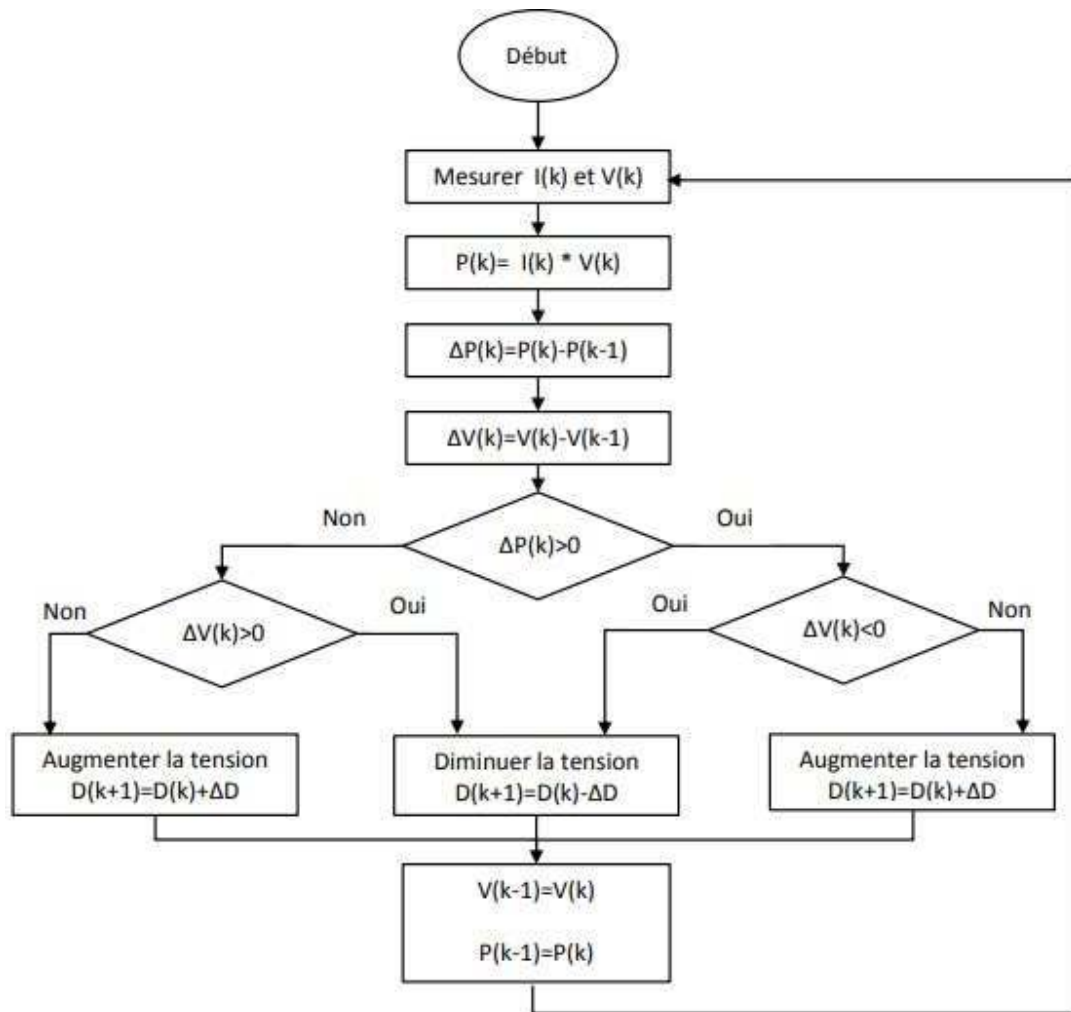 Début
Mesurer I(k) et V(k)
P(k)= I(k) * V(k)
ΔP(k)=P(k)-P(k-1)
ΔV(k)=V(k)-V(k-1)
Non
Oui
ΔP(k)>0
Non
Oui
ΔV(k)>0
Oui
Non
ΔV(k)<0
Augmenter la tension
D(k+1)=D(k)+ΔD
Diminuer la tension
D(k+1)=D(k)-ΔD
Augmenter la tension
D(k+1)=D(k)+ΔD
V(k-1)=V(k)
P(k-1)=P(k)